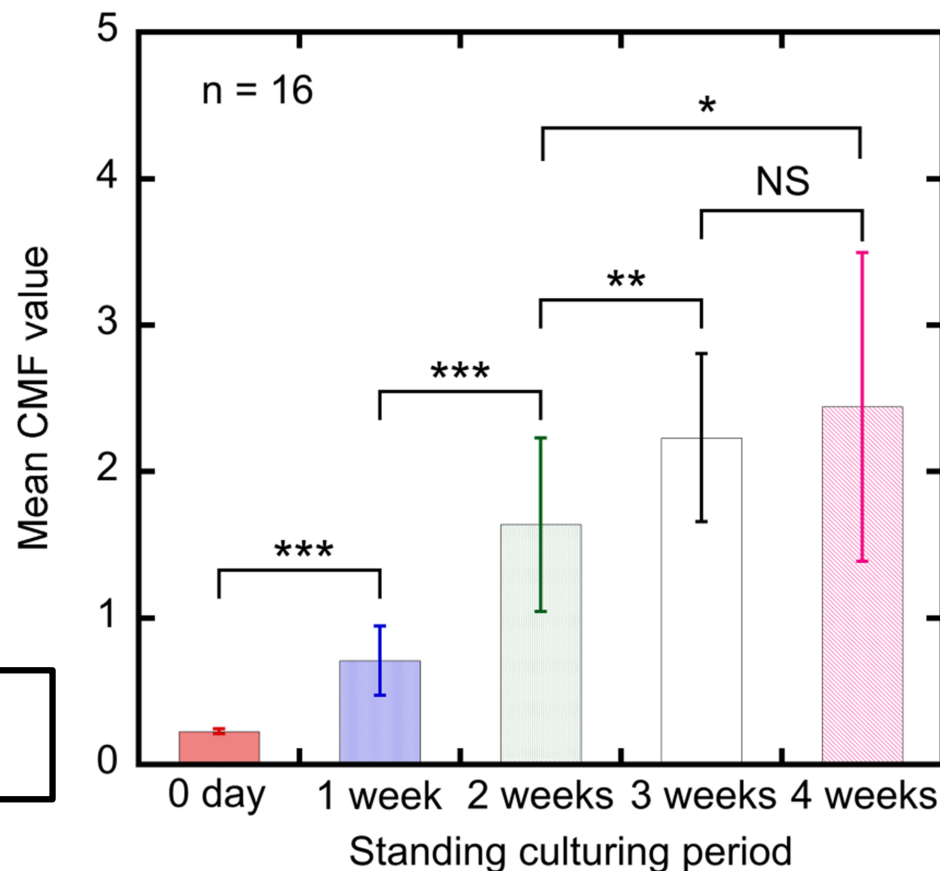 5
n = 16
*
4
NS
**
3
***
2
***
1
0
0 day 1 week 2 weeks 3 weeks 4 weeks
Standing culturing period
Mean CMF value